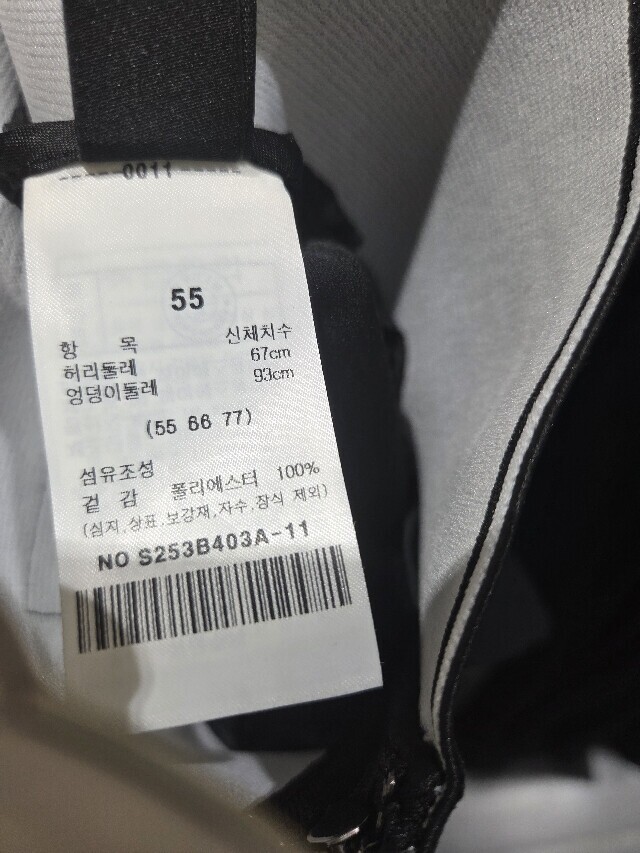 -----0011-----
55
항 목 신체치수
허리둘레 67cm
엉덩이둘레 93cm
(55 66 77)
섬유조성
겉 감 폴리에스터 100%
(심지,상표,보강재,자수,장식 제외)
NO S253B403A-11